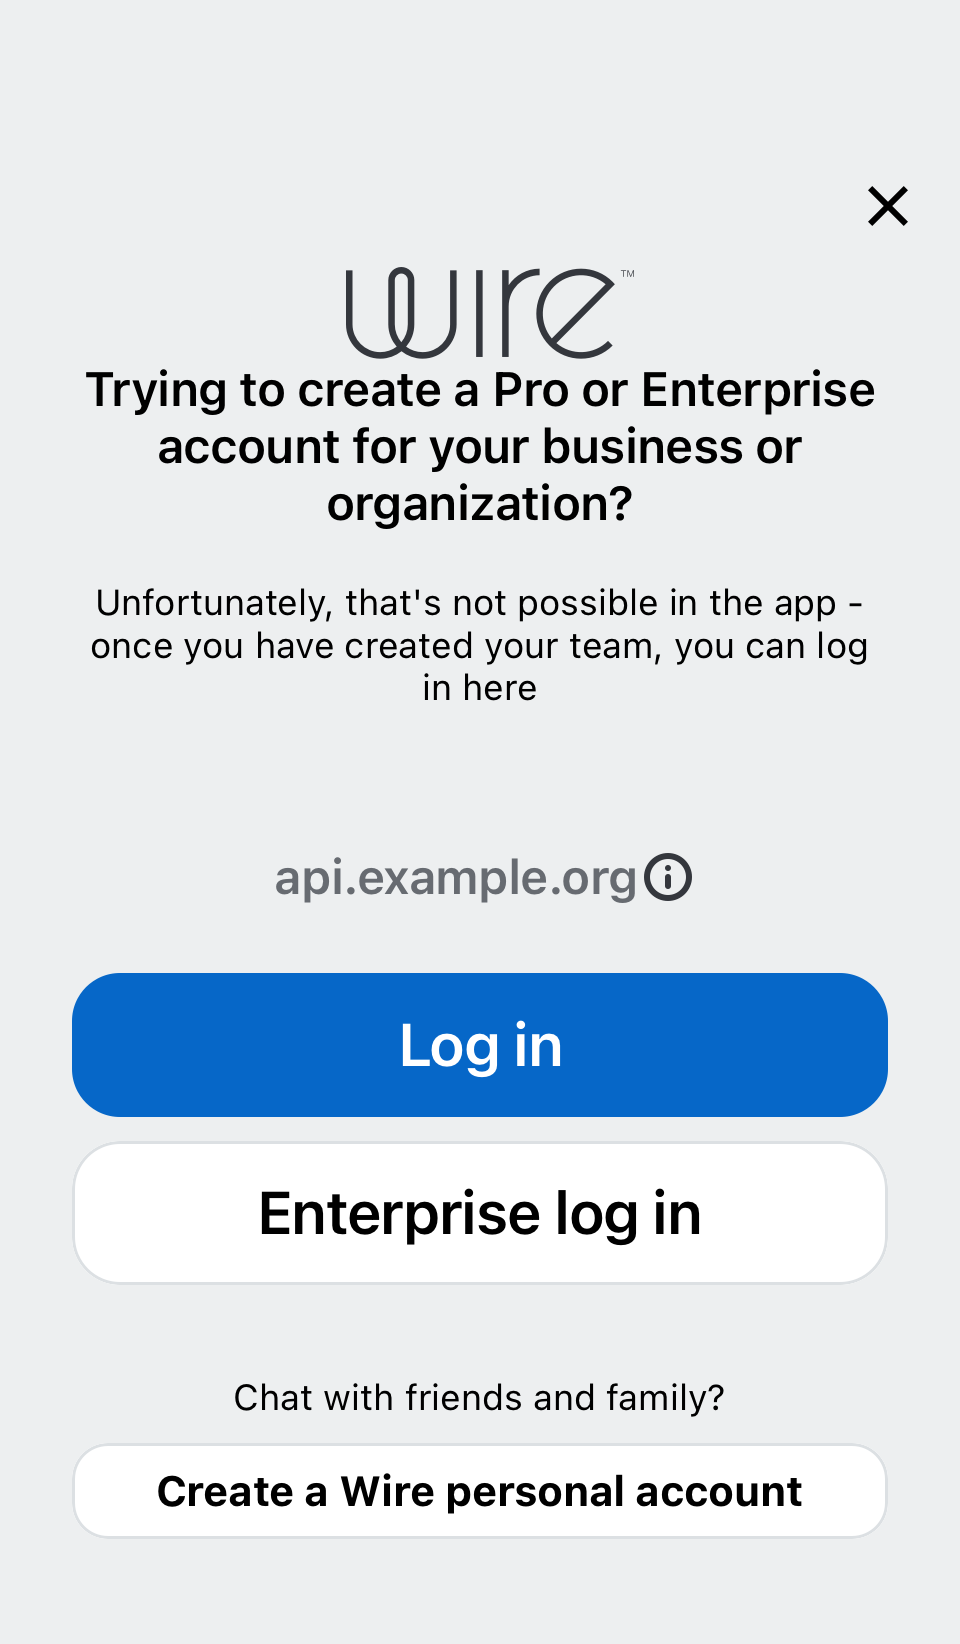 wire™
Trying to create a Pro or Enterprise
account for your business or
organization?
Unfortunately, that's not possible in the app -
once you have created your team, you can log
in here
api.example.org
Log in
Enterprise log in
Chat with friends and family?
Create a Wire personal account